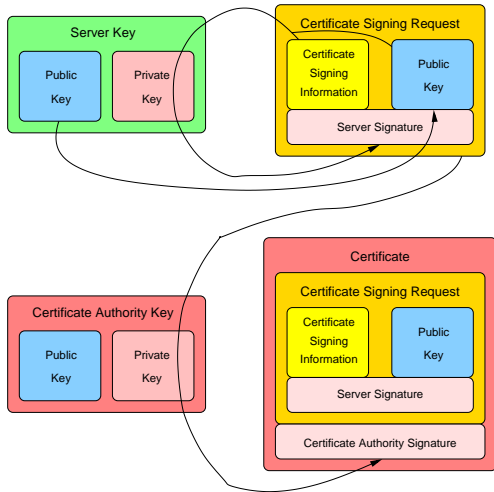 Server Key
Public
Key
Private
Key
Certificate Signing Request
Certificate
Signing
Information
Public
Key
Server Signature
Certificate Authority Key
Public
Key
Private
Key
Certificate
Certificate Signing Request
Certificate
Signing
Information
Public
Key
Server Signature
Certificate Authority Signature